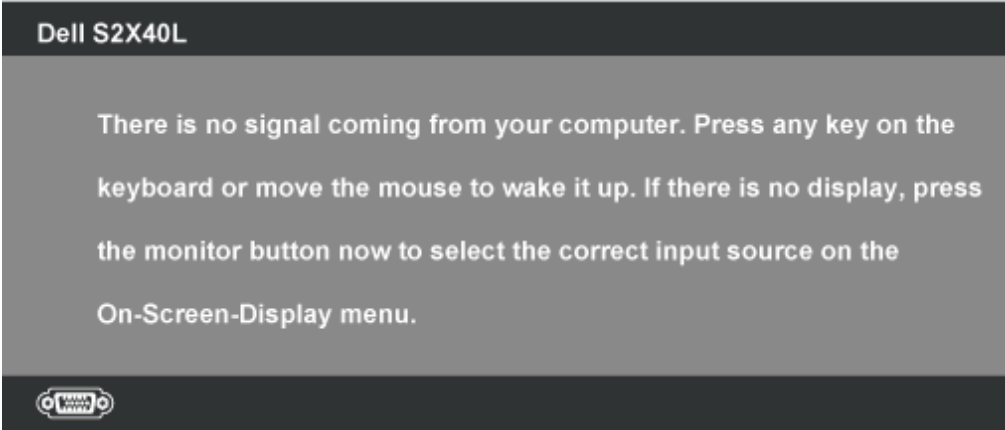 Dell S2X40L
There is no signal coming from your computer. Press any key on the
keyboard or move the mouse to wake it up. If there is no display, press
the monitor button now to select the correct input source on the
On-Screen-Display menu.